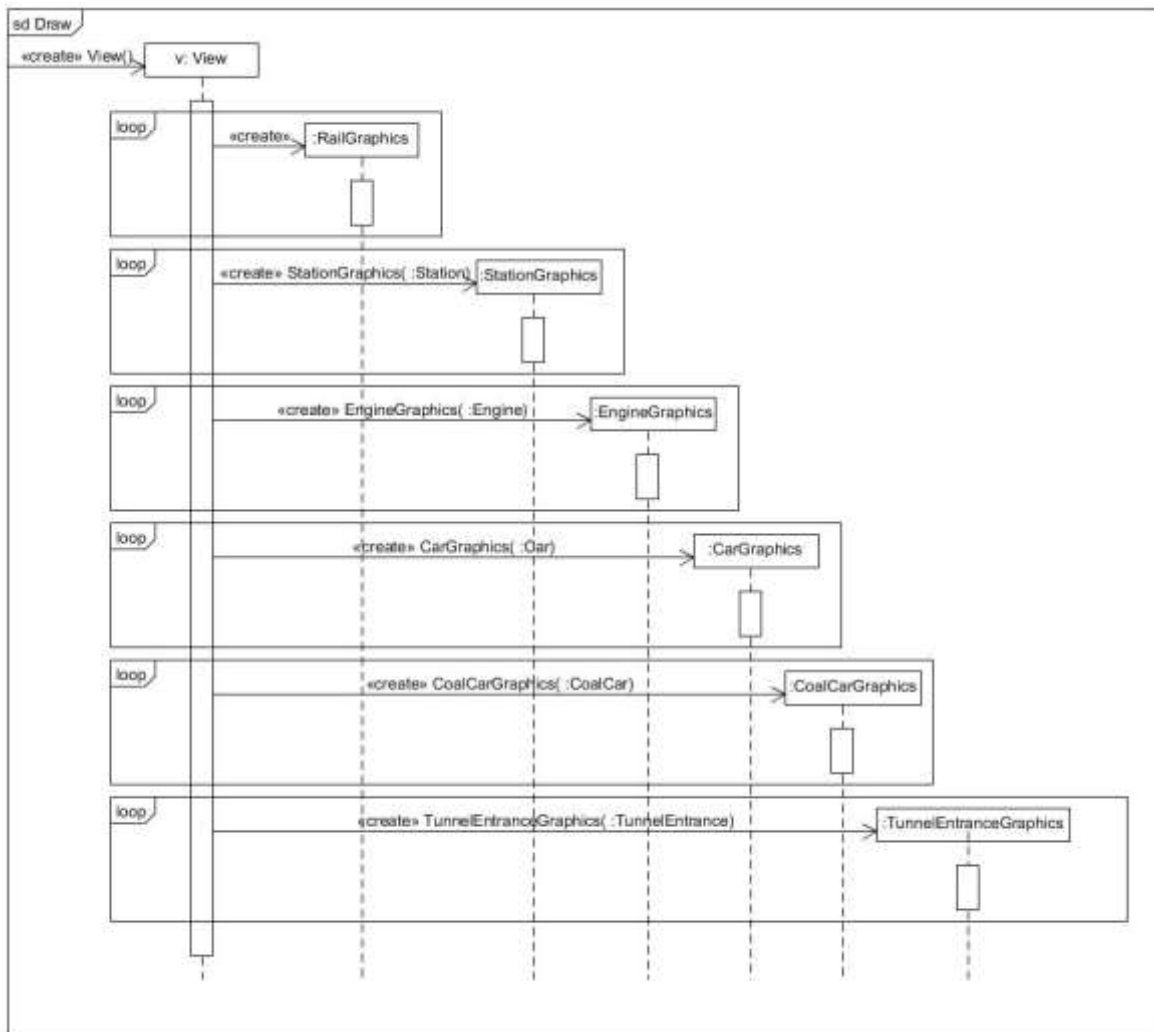 sd Draw
«create» View()
v: View
loop
«create»
:RailGraphics
loop
«create» StationGraphics( :Station)
:StationGraphics
loop
«create» EngineGraphics( :Engine)
:EngineGraphics
loop
«create» CarGraphics( :Car)
:CarGraphics
loop
«create» CoalCarGraphics( :CoalCar)
:CoalCarGraphics
loop
«create» TunnelEntranceGraphics( :TunnelEntrance)
:TunnelEntranceGraphics